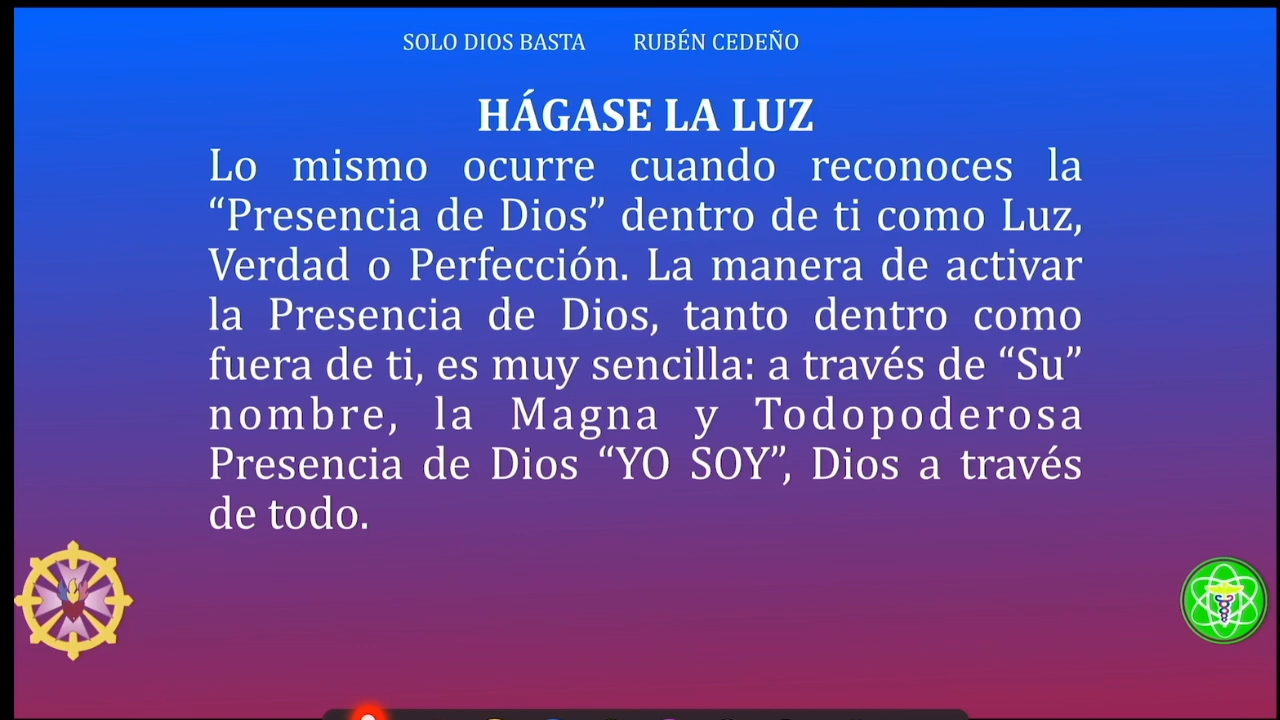 SOLO DIOS BASTA RUBÉN CEDEÑO
HÁGASE LA LUZ
Lo mismo ocurre cuando reconoces la
“Presencia de Dios” dentro de ti como Luz,
Verdad o Perfección. La manera de activar
la Presencia de Dios, tanto dentro como
fuera de ti, es muy sencilla: a través de “Su”
nombre, la Magna y Todopoderosa
Presencia de Dios “YO SOY”, Dios a través
de todo.